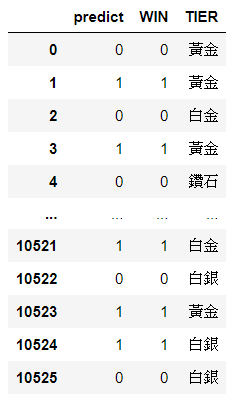 predict WIN TIER
0 0 0 黃金
1 1 1 黃金
2 0 0 白金
3 1 1 黃金
4 0 0 鑽石
... ... ... ...
10521 1 1 白金
10522 0 0 白銀
10523 1 1 黃金
10524 1 1 白銀
10525 0 0 白銀